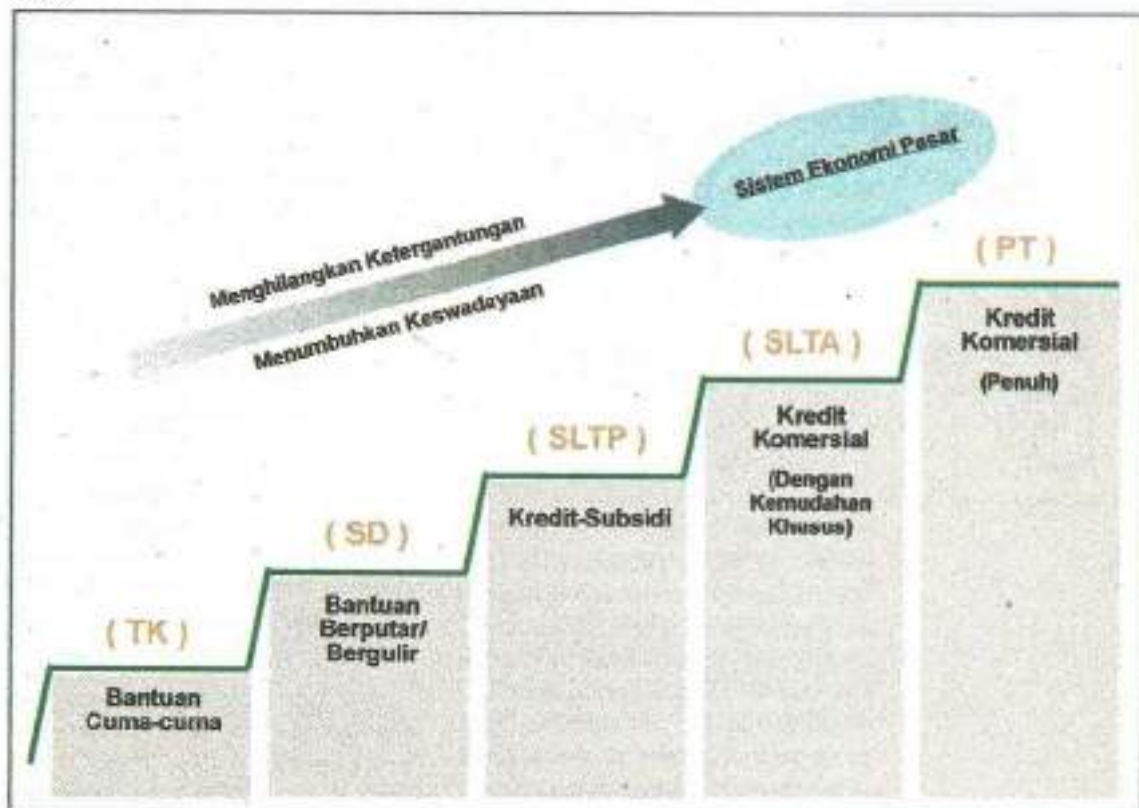 Sistem Ekonomi Pasar
Menghilangkan Ketergantungan
Menumbuhkan Keswadayaan
( PT )
Kredit
Komersial
(Penuh)
( SLTA )
Kredit
Komersial
(Dengan
Kemudahan
Khusus)
( SLTP )
Kredit-Subsidi
( SD )
Bantuan
Berputar/
Bergulir
( TK )
Bantuan
Cuma-cuma